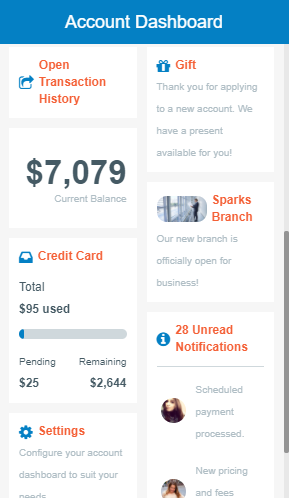 Account Dashboard
Open
Transaction
History
$7,079
Current Balance
Credit Card
Total
$95 used
Pending
Remaining
$25
$2,644
Settings
Configure your account
dashboard to suit your
needs
Gift
Thank you for applying
to a new account. We
have a present
available for you!
Sparks
Branch
Our new branch is
officially open for
business!
28 Unread
Notifications
Scheduled
payment
processed.
New pricing
and fees